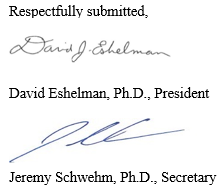 Respectfully submitted,
David J. Eshelman
David Eshelman, Ph.D., President
Jeremy Schwehm, Ph.D., Secretary